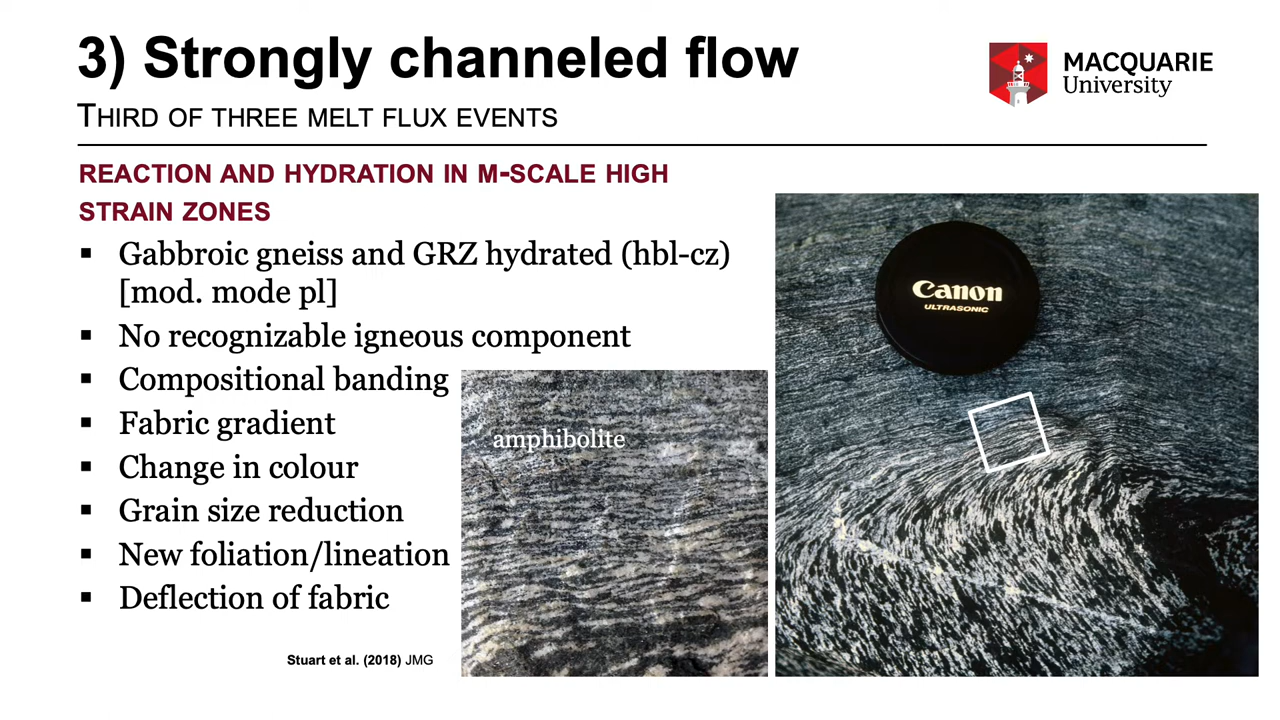 3) Strongly channeled flow
THIRD OF THREE MELT FLUX EVENTS
MACQUARIE
University
REACTION AND HYDRATION IN M-SCALE HIGH
STRAIN ZONES
▪ Gabbroic gneiss and GRZ hydrated (hbl-cz)
[mod. mode pl]
▪ No recognizable igneous component
▪ Compositional banding
▪ Fabric gradient
▪ Change in colour
▪ Grain size reduction
▪ New foliation/lineation
▪ Deflection of fabric
amphibolite
Canon
ULTRASONIC
Stuart et al. (2018) JMG